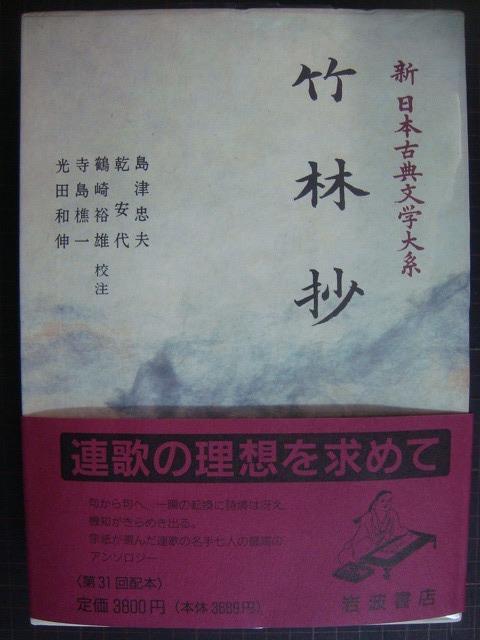 新 日本古典文学大系
竹林抄
島津忠夫
乾安代
鶴崎裕雄 校注
寺島樵一
光田和伸
連歌の理想を求めて
句から句へ、一瞬の転換に詩情は冴え
機知がきらめき出る。
宗祇が選んだ連歌の名手七人の醍醐の
アンソロジー
〈第31回配本〉
定価3800円（本体3689円）
岩波書店